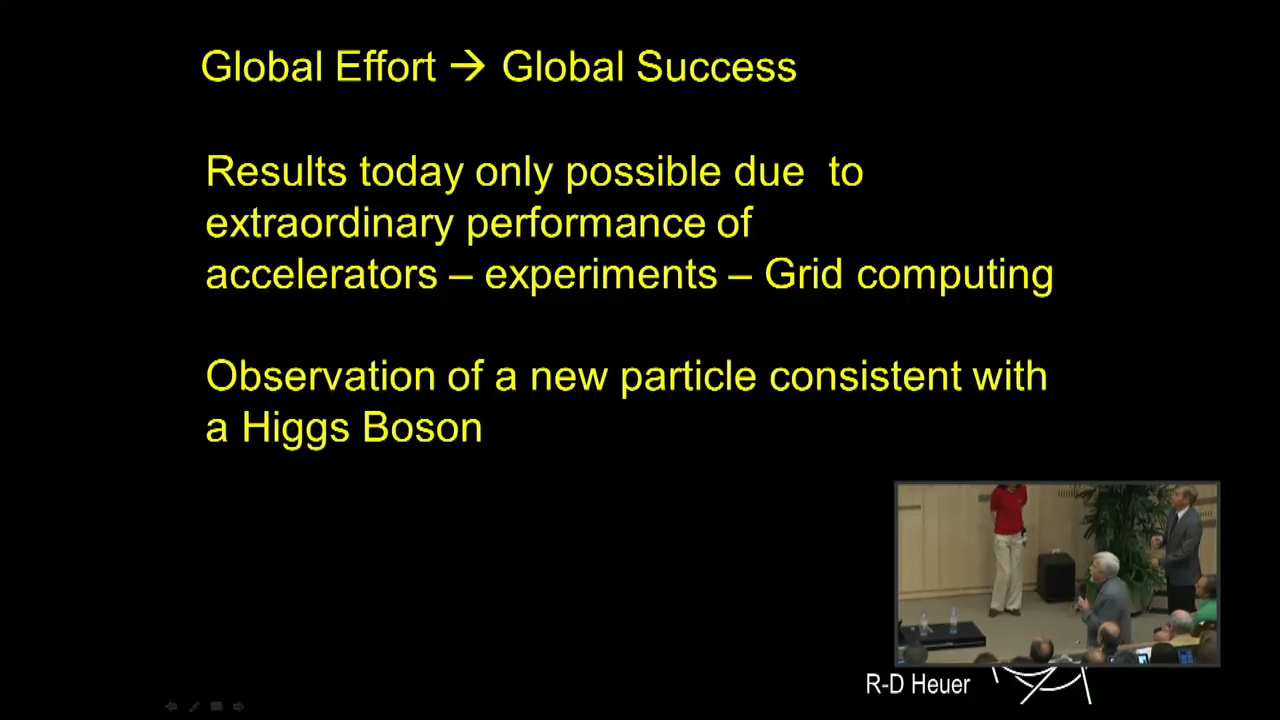 Global Effort → Global Success
Results today only possible due to
extraordinary performance of
accelerators – experiments – Grid computing
Observation of a new particle consistent with
a Higgs Boson
R-D Heuer